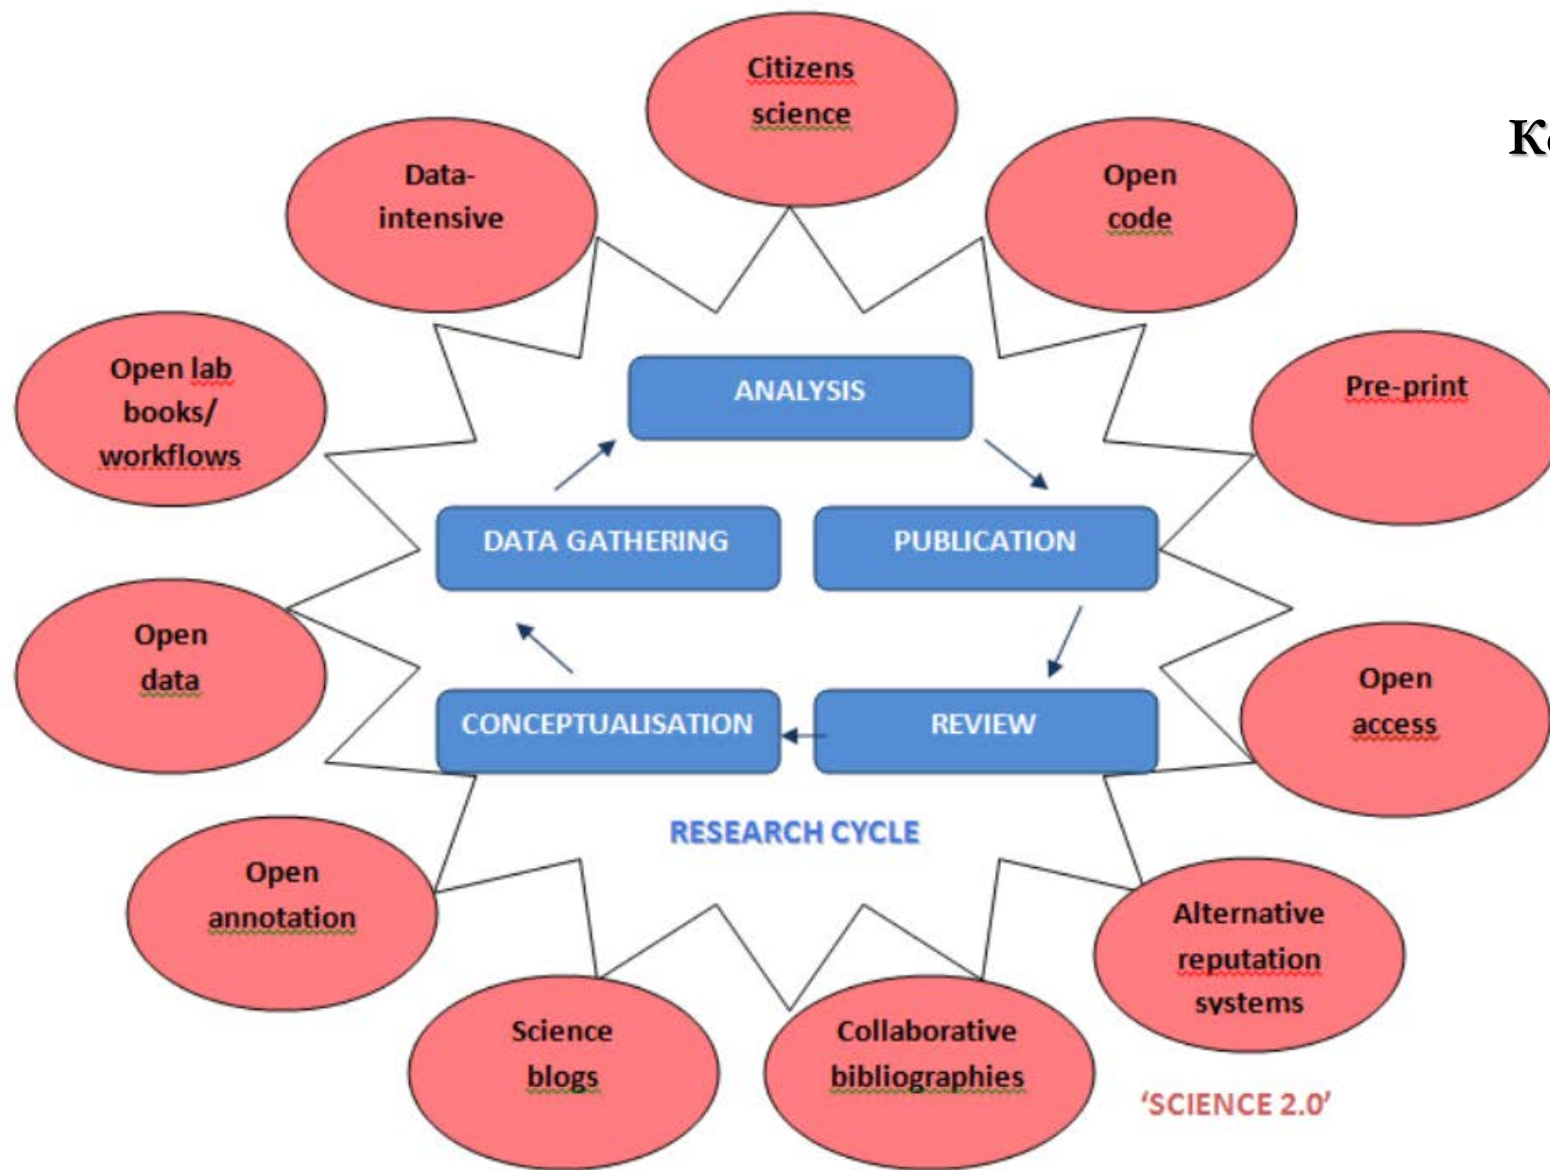 Citizens
science
Data-
intensive
Open
code
Open lab
books/
workflows
Pre-print
ANALYSIS
DATA GATHERING
PUBLICATION
Open
data
Open
access
CONCEPTUALISATION
REVIEW
RESEARCH CYCLE
Open
annotation
Alternative
reputation
systems
Science
blogs
Collaborative
bibliographies
‘SCIENCE 2.0’